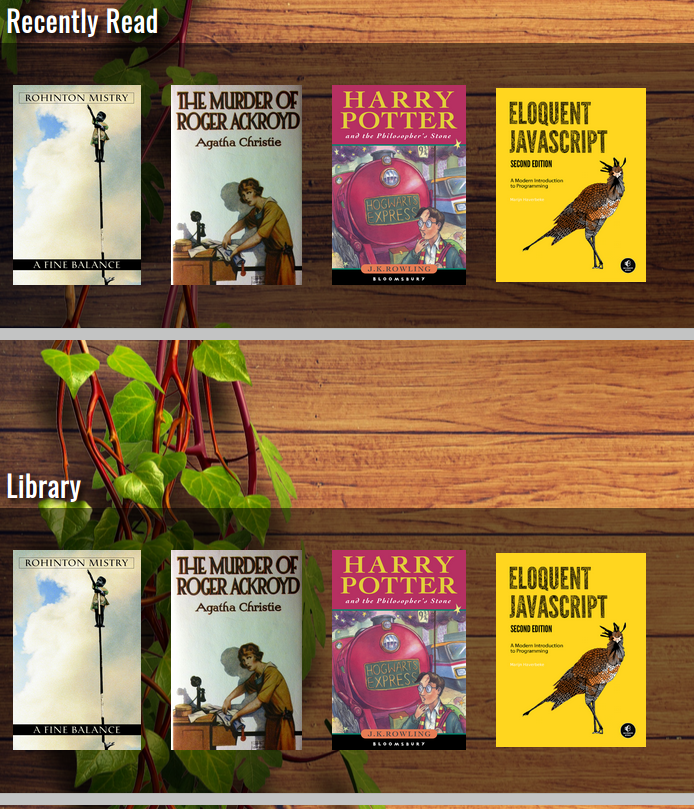 Recently Read
ROHINTON MISTRY
A FINE BALANCE
THE MURDER OF
ROGER ACKROYD
Agatha Christie
HARRY
POTTER
and the Philosopher's Stone
HOGWARTS
EXPRESS
J.K.ROWLING
BLOOMSBURY
ELOQUENT
JAVASCRIPT
SECOND EDITION
A Modern Introduction
to Programming
Library
ROHINTON MISTRY
A FINE BALANCE
THE MURDER OF
ROGER ACKROYD
Agatha Christie
HARRY
POTTER
and the Philosopher's Stone
HOGWARTS
EXPRESS
J.K.ROWLING
BLOOMSBURY
ELOQUENT
JAVASCRIPT
SECOND EDITION
A Modern Introduction
to Programming